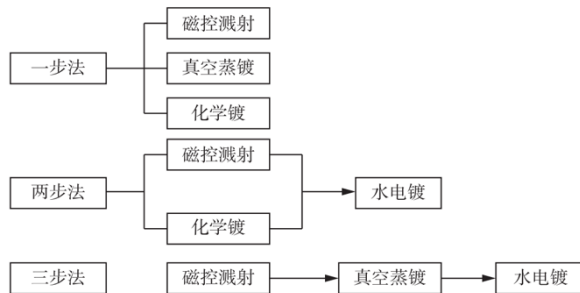 磁控溅射
一步法
真空蒸镀
化学镀
磁控溅射
两步法
水电镀
化学镀
三步法
磁控溅射
真空蒸镀
水电镀